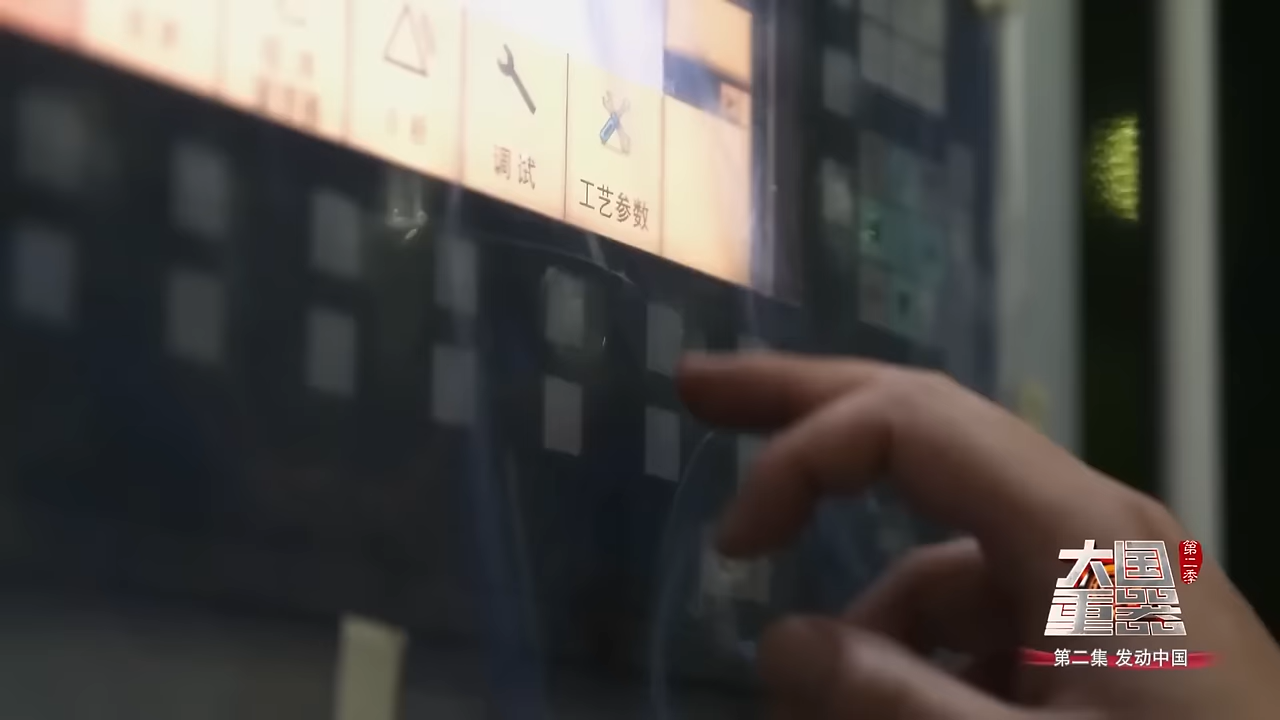 调试
工艺参数
大国
重器
第二季
第二集 发动中国